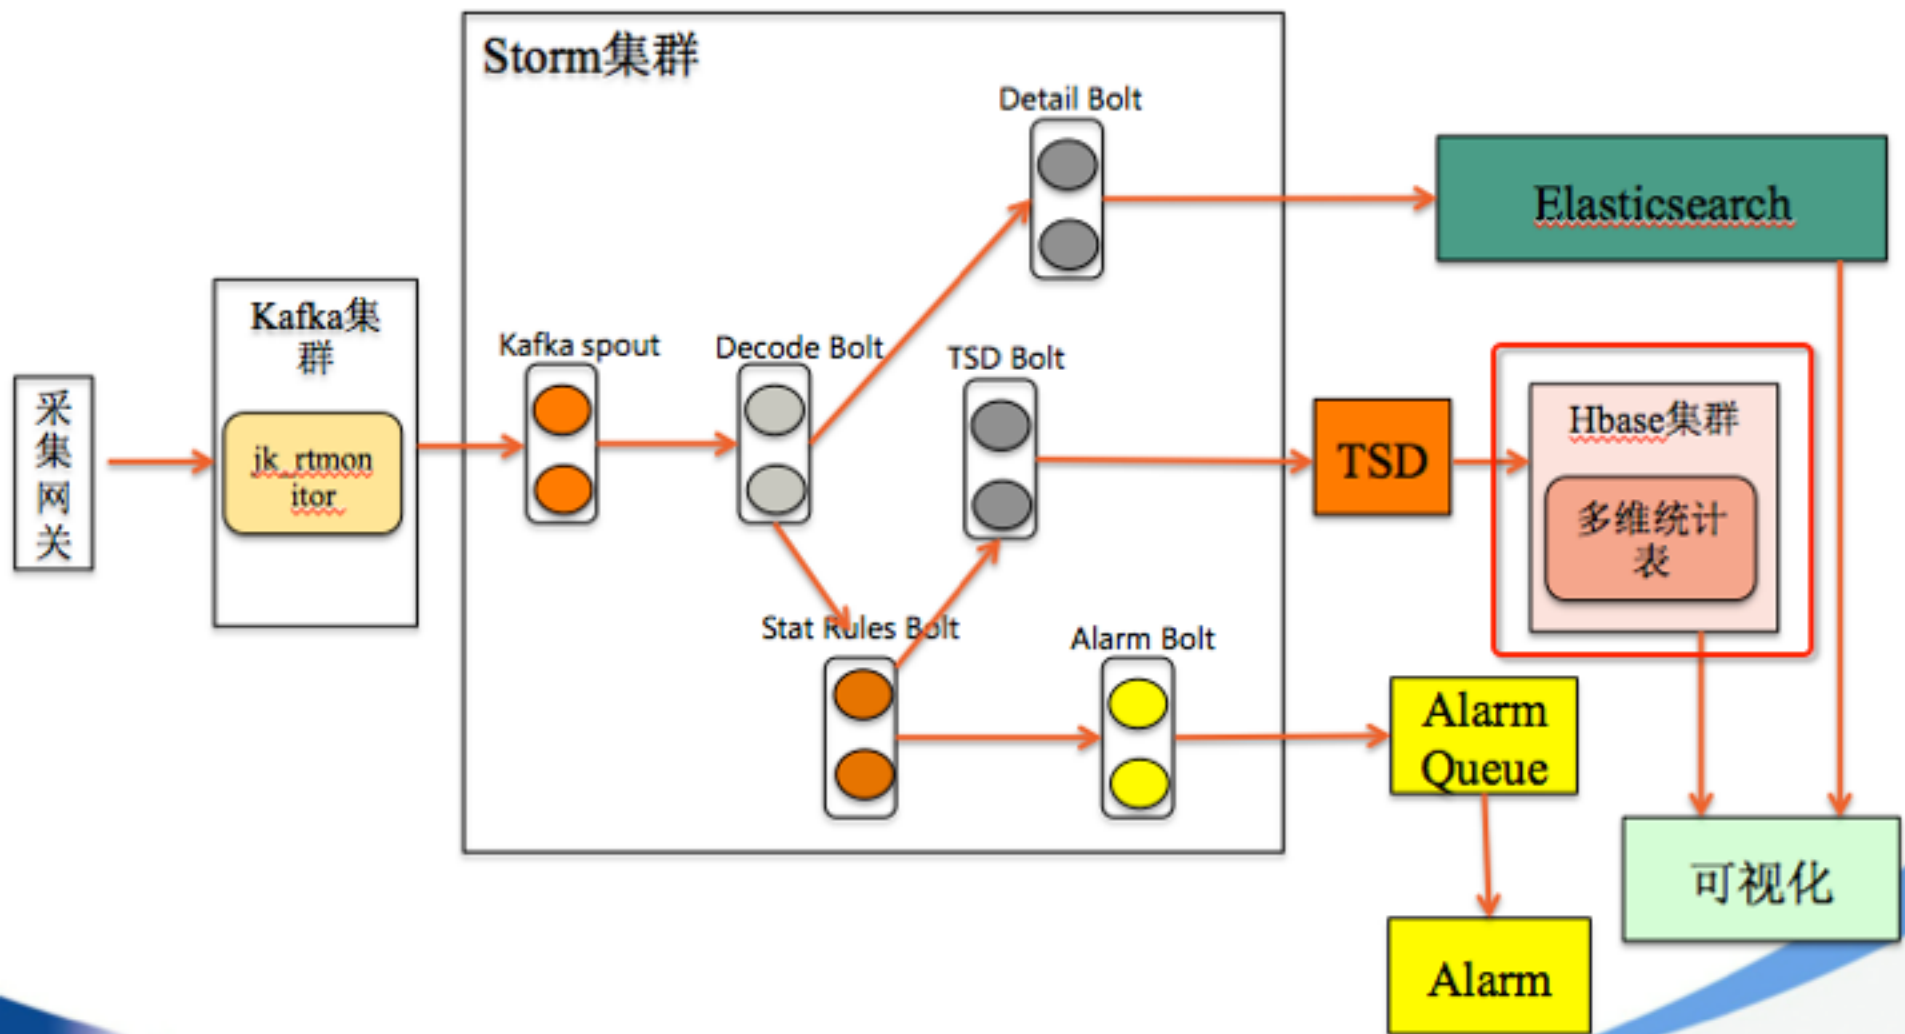 Storm集群
Detail Bolt
Elasticsearch
Kafka集
群
jk_rtmon
itor
采
集
网
关
Kafka spout
Decode Bolt
TSD Bolt
TSD
Hbase集群
多维统计
表
Stat Rules Bolt
Alarm Bolt
Alarm
Queue
可视化
Alarm